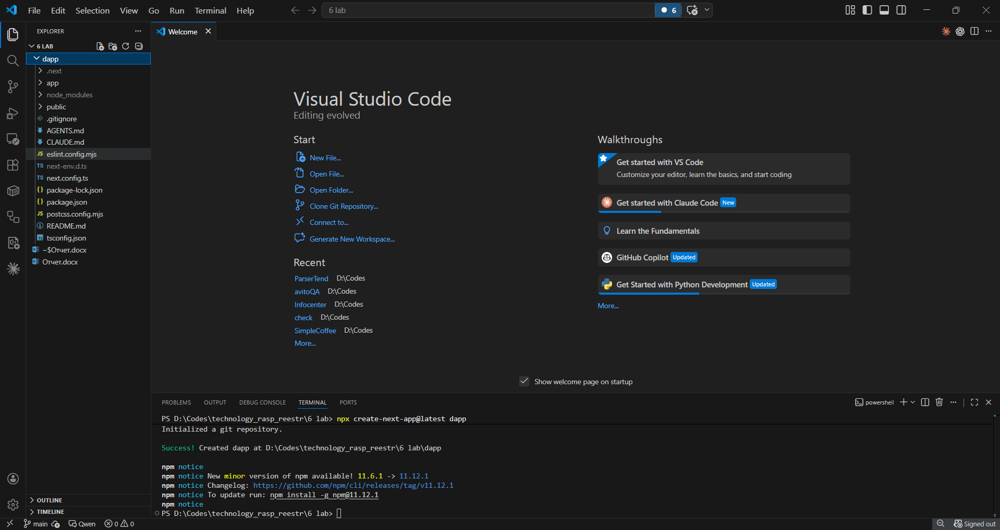 File Edit Selection View Go Run Terminal Help
6 lab
6
EXPLORER
Welcome
6 LAB
dapp
.next
app
node_modules
public
.gitignore
AGENTS.md
CLAUDE.md
JS eslint.config.mjs
TS next-env.d.ts
TS next.config.ts
{} package-lock.json
{} package.json
JS postcss.config.mjs
README.md
TS tsconfig.json
~$Отчет.docx
Отчет.docx
OUTLINE
TIMELINE
Visual Studio Code
Editing evolved
Start
New File...
Open File...
Open Folder...
Clone Git Repository...
Connect to...
Generate New Workspace...
Recent
ParserTend D:\Codes
avitoQA D:\Codes
Infocenter D:\Codes
check D:\Codes
SimpleCoffee D:\Codes
More...
Walkthroughs
Get started with VS Code
Customize your editor, learn the basics, and start coding
Get started with Claude Code New
Learn the Fundamentals
GitHub Copilot Updated
Get Started with Python Development Updated
More...
Show welcome page on startup
PROBLEMS OUTPUT DEBUG CONSOLE TERMINAL PORTS
powershell
PS D:\Codes\technology_rasp_reestr\6 lab> npx create-next-app@latest dapp
Initialized a git repository.
Success! Created dapp at D:\Codes\technology_rasp_reestr\6 lab\dapp
npm notice
npm notice New minor version of npm available! 11.6.1 -> 11.12.1
npm notice Changelog: https://github.com/npm/cli/releases/tag/v11.12.1
npm notice To update run: npm install -g npm@11.12.1
npm notice
PS D:\Codes\technology_rasp_reestr\6 lab>
main Qwen 0 0
Signed out